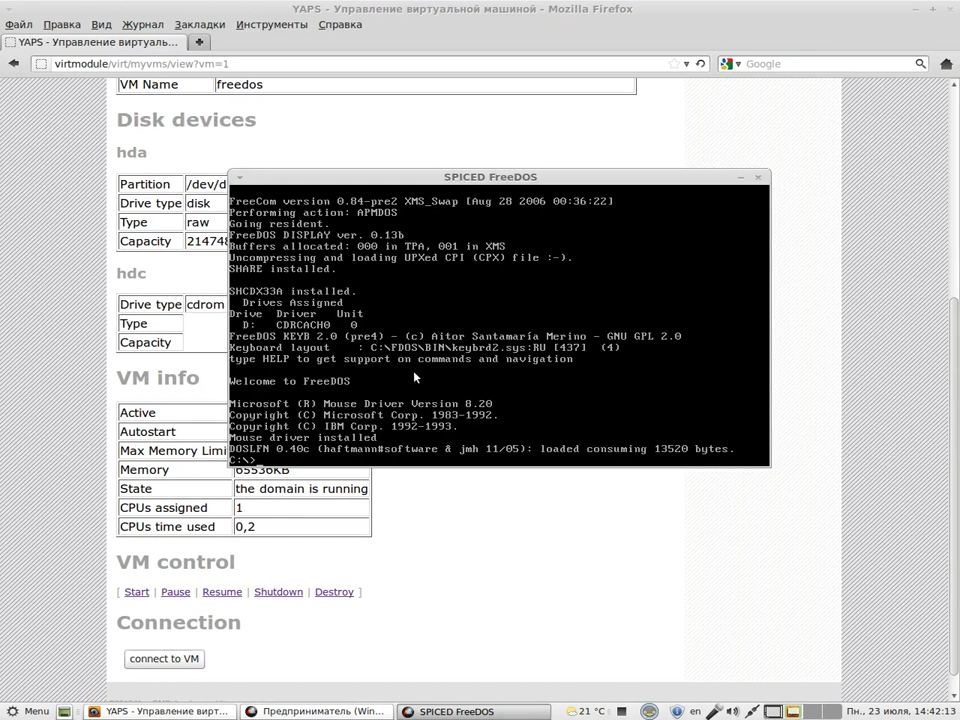 YAPS - Управление виртуальной машиной - Mozilla Firefox
Файл Правка Вид Журнал Закладки Инструменты Справка
YAPS - Управление виртуаль...
virtmodule/virt/myvms/view?vm=1
Google
VM Name freedos
Disk devices
hda
Partition /dev/d
Drive type disk
Type raw
Capacity 214748
hdc
Drive type cdrom
Type
Capacity
SPICED FreeDOS
FreeCom version 0.84-pre2 XMS_Swap [Aug 28 2006 00:36:22]
Performing action: APMDOS
Going resident.
FreeDOS DISPLAY ver. 0.13b
Buffers allocated: 000 in TPA, 001 in XMS
Uncompressing and loading UPXed CPI (CPX) file :-).
SHARE installed.
SHCDX33A installed.
Drives Assigned
Drive Driver Unit
D: CDRCACH0 0
FreeDOS KEYB 2.0 (pre4) - (c) Aitor Santamaría Merino - GNU GPL 2.0
Keyboard layout : C:\FDOS\BIN\keybrd2.sys:RU [437] (4)
type HELP to get support on commands and navigation
Welcome to FreeDOS
Microsoft (R) Mouse Driver Version 8.20
Copyright (C) Microsoft Corp. 1983-1992.
Copyright (C) IBM Corp. 1992-1993.
Mouse driver installed
DOSLFN 0.40c (haftmann#software & jmh 11/05): loaded consuming 13520 bytes.
C:\>_
VM info
Active
Autostart
Max Memory Limi
Memory 65536KB
State the domain is running
CPUs assigned 1
CPUs time used 0,2
VM control
[ Start | Pause | Resume | Shutdown | Destroy ]
Connection
connect to VM
Menu
YAPS - Управление вирт...
Предприниматель (Win...
SPICED FreeDOS
21 °C
en
Пн., 23 июля, 14:42:13